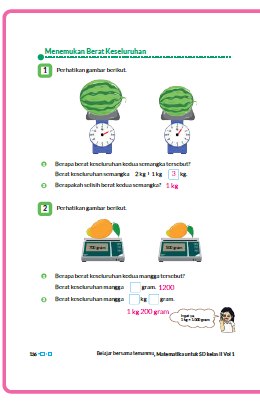 Menemukan Berat Keseluruhan
1 Perhatikan gambar berikut.
Berapa berat keseluruhan kedua semangka tersebut?
Berat keseluruhan semangka 2 kg + 1 kg 3 kg.
Berapakah selisih berat kedua semangka? 1 kg
2 Perhatikan gambar berikut.
700 gram 500 gram
Berapa berat keseluruhan kedua mangga tersebut?
Berat keseluruhan mangga gram. 1200
Berat keseluruhan mangga kg gram.
1 kg 200 gram
Ingat ya,
1 kg = 1.000 gram
Belajar bersama temanmu, Matematika untuk SD kelas II Vol 1